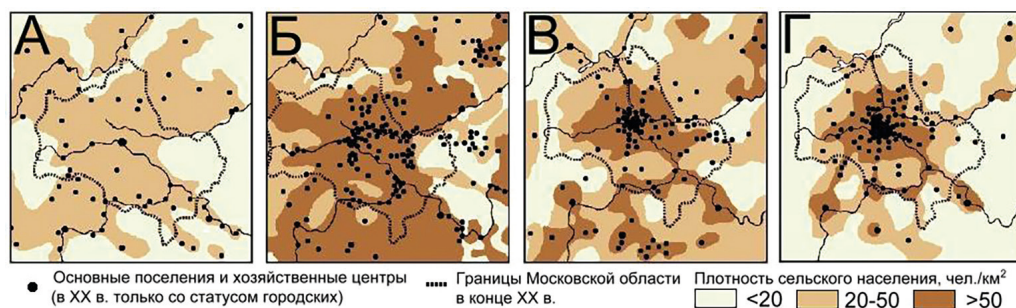 А Б В Г
Основные поселения и хозяйственные центры
(в XX в. только со статусом городских)
Границы Московской области
в конце XX в.
Плотность сельского населения, чел./км²
<20 20-50 >50